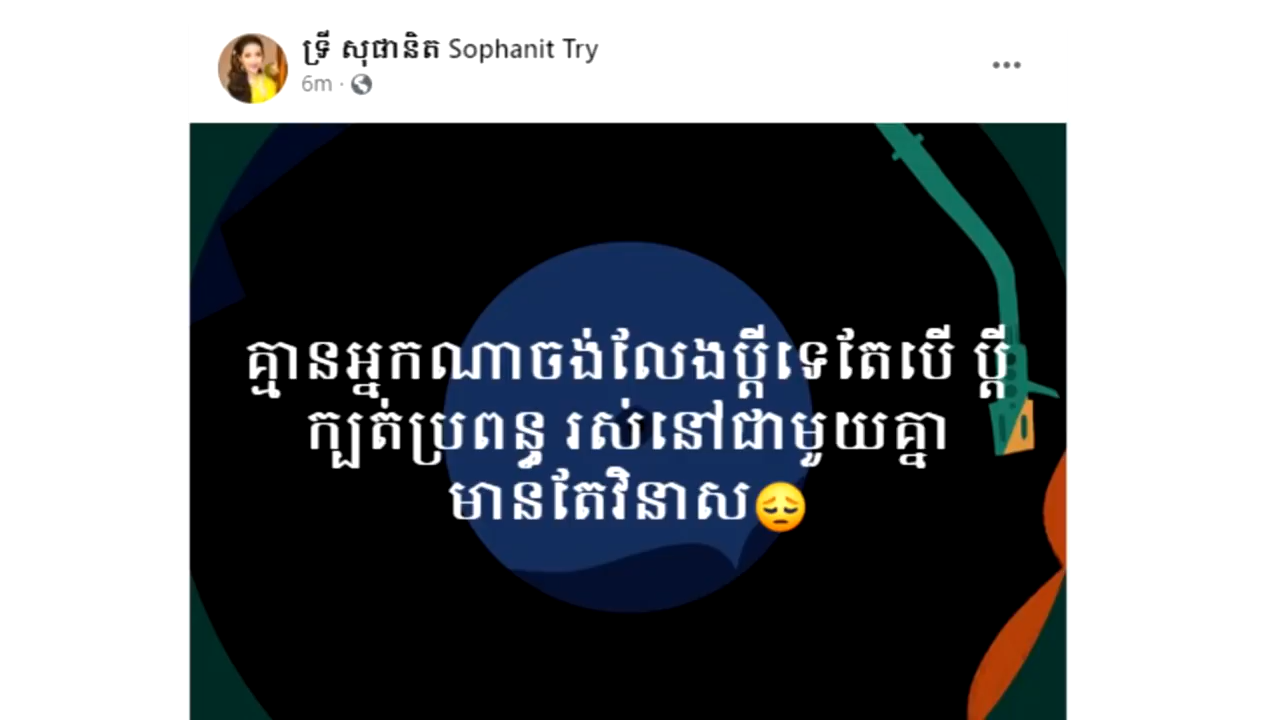 ទ្រី សុផានិត Sophanit Try
6m ·
គ្មានអ្នកណាចង់លែងប្តីទេតែបើ ប្តី
ក្បត់ប្រពន្ធ រស់នៅជាមួយគ្នា
មានតែវិនាស😔